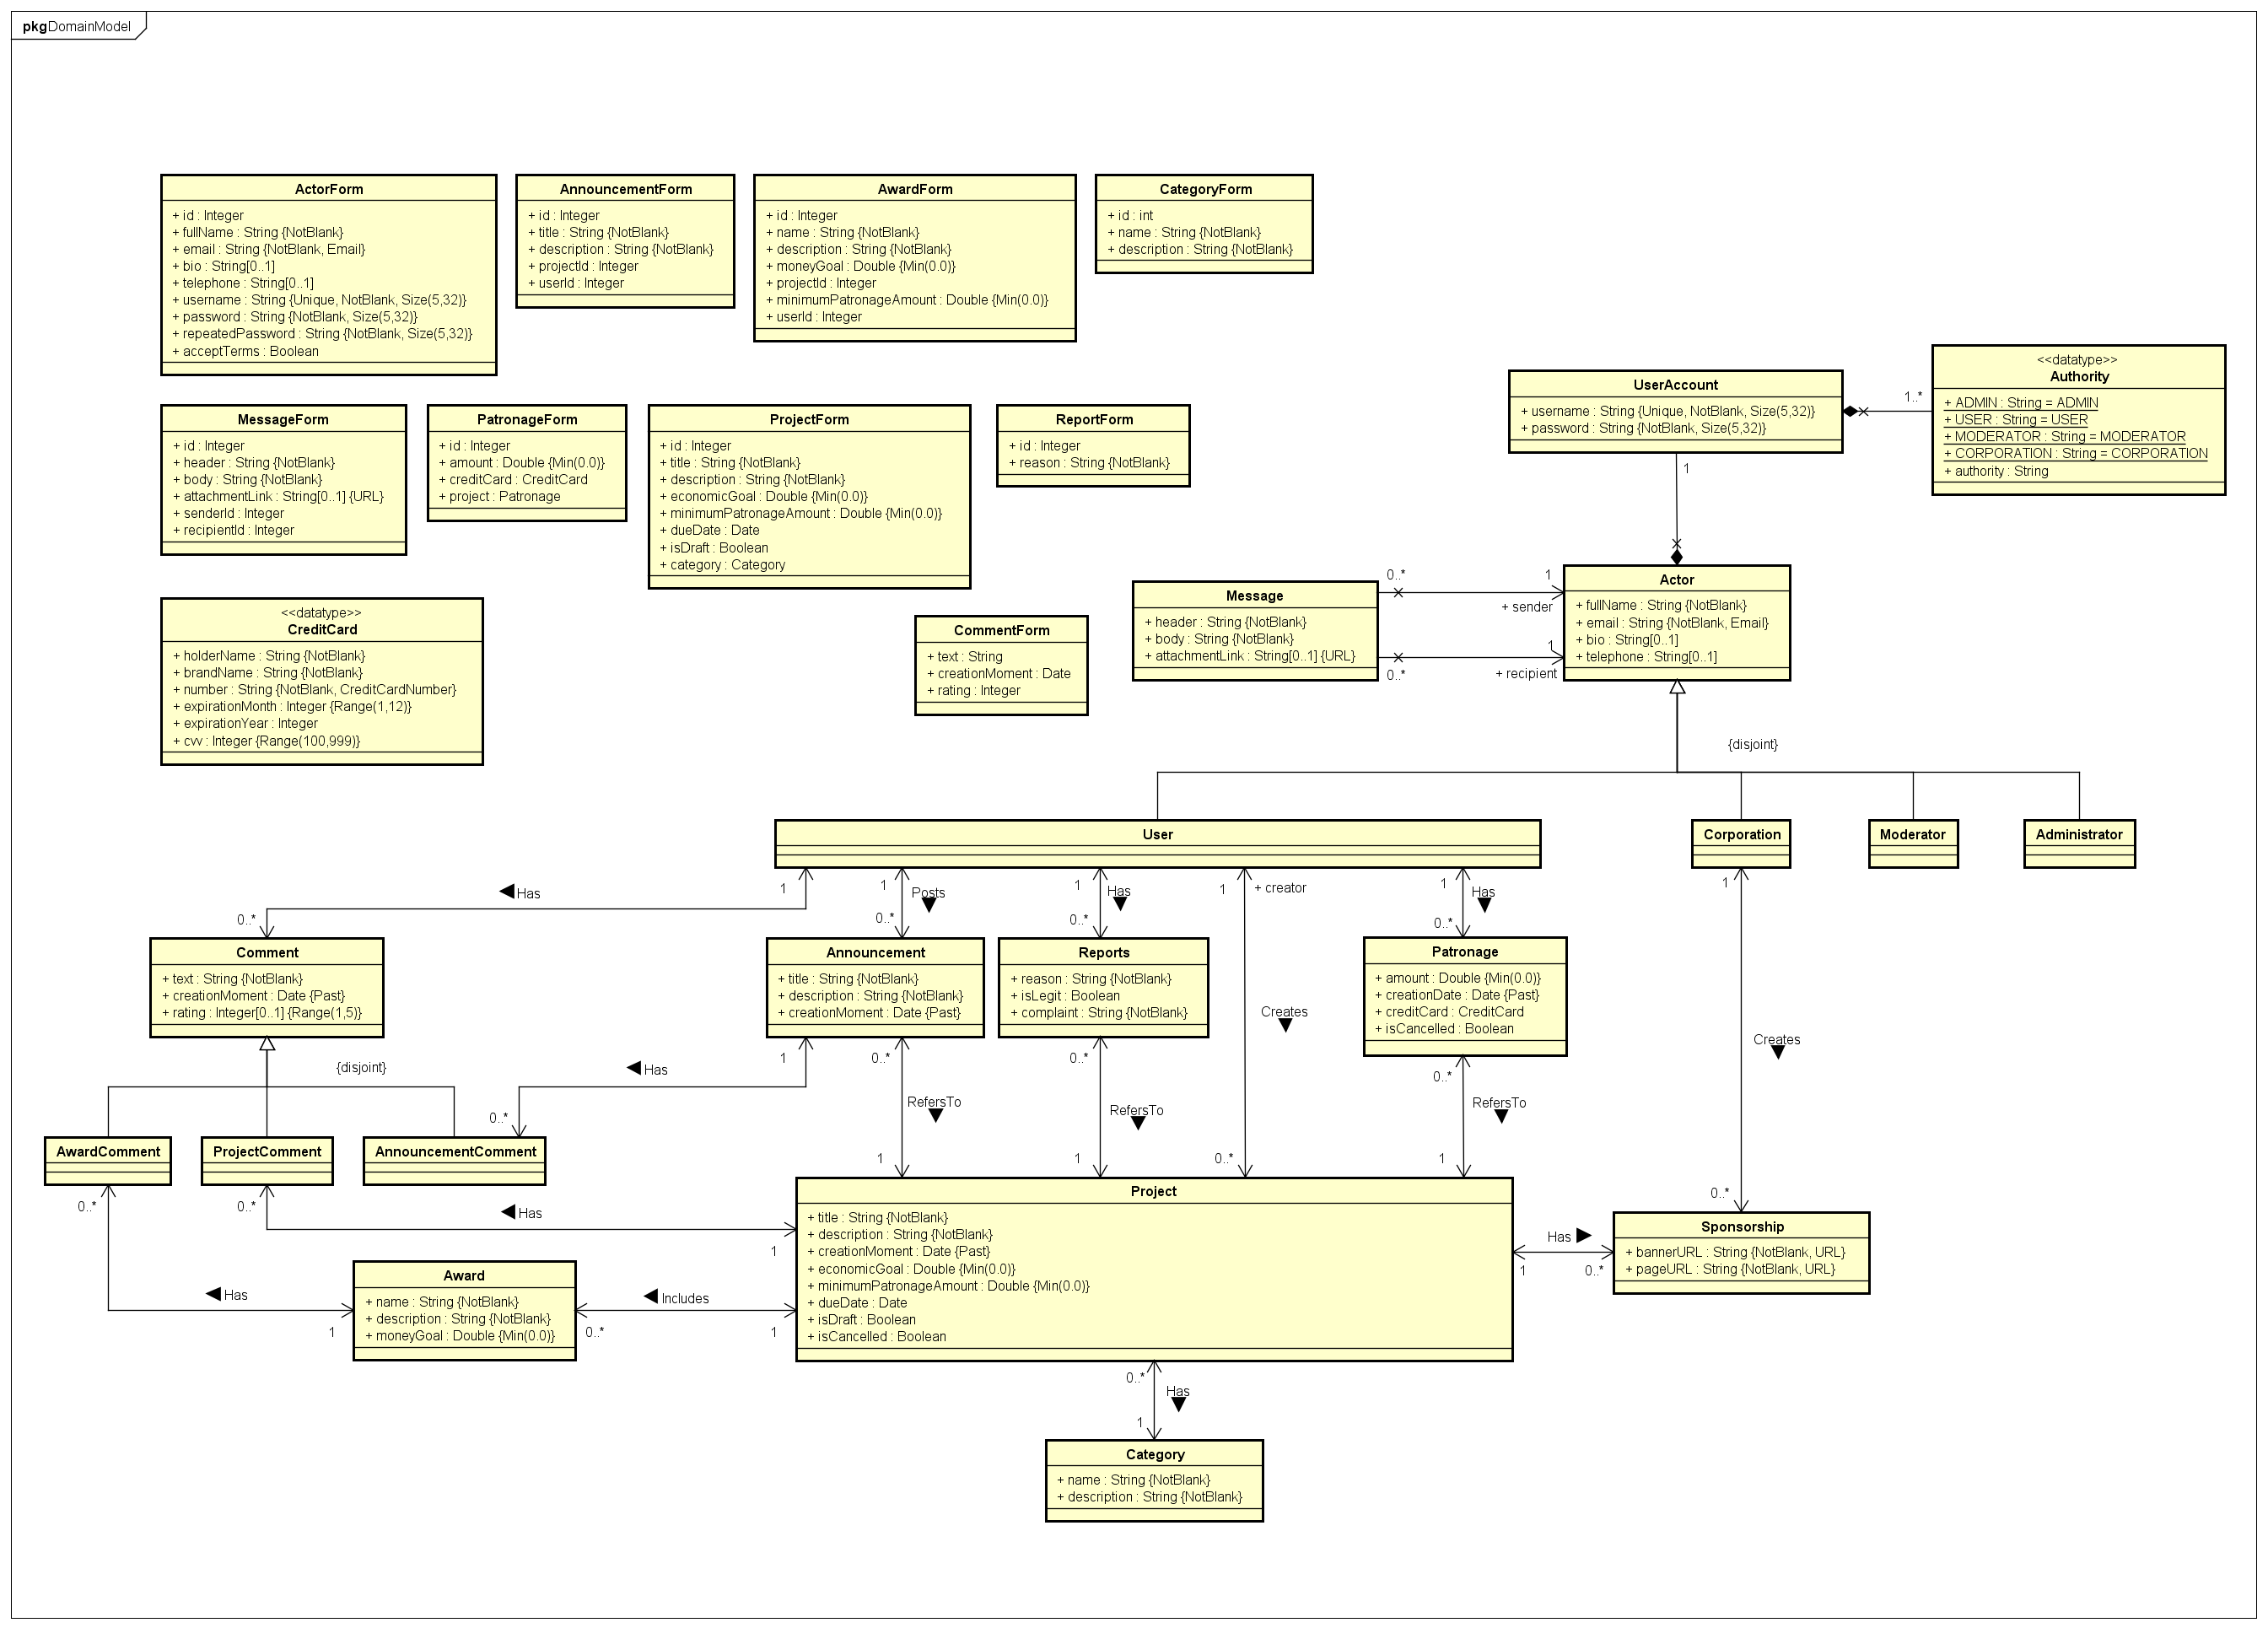 pkg DomainModel
ActorForm
+ id : Integer
+ fullName : String {NotBlank}
+ email : String {NotBlank, Email}
+ bio : String[0..1]
+ telephone : String[0..1]
+ username : String {Unique, NotBlank, Size(5,32)}
+ password : String {NotBlank, Size(5,32)}
+ repeatedPassword : String {NotBlank, Size(5,32)}
+ acceptTerms : Boolean
AnnouncementForm
+ id : Integer
+ title : String {NotBlank}
+ description : String {NotBlank}
+ projectId : Integer
+ userId : Integer
AwardForm
+ id : Integer
+ name : String {NotBlank}
+ description : String {NotBlank}
+ moneyGoal : Double {Min(0.0)}
+ projectId : Integer
+ minimumPatronageAmount : Double {Min(0.0)}
+ userId : Integer
CategoryForm
+ id : int
+ name : String {NotBlank}
+ description : String {NotBlank}
MessageForm
+ id : Integer
+ header : String {NotBlank}
+ body : String {NotBlank}
+ attachmentLink : String[0..1] {URL}
+ senderId : Integer
+ recipientId : Integer
PatronageForm
+ id : Integer
+ amount : Double {Min(0.0)}
+ creditCard : CreditCard
+ project : Patronage
ProjectForm
+ id : Integer
+ title : String {NotBlank}
+ description : String {NotBlank}
+ economicGoal : Double {Min(0.0)}
+ minimumPatronageAmount : Double {Min(0.0)}
+ dueDate : Date
+ isDraft : Boolean
+ category : Category
ReportForm
+ id : Integer
+ reason : String {NotBlank}
UserAccount
+ username : String {Unique, NotBlank, Size(5,32)}
+ password : String {NotBlank, Size(5,32)}
1..*
<<datatype>>
Authority
+ ADMIN : String = ADMIN
+ USER : String = USER
+ MODERATOR : String = MODERATOR
+ CORPORATION : String = CORPORATION
+ authority : String
1
<<datatype>>
CreditCard
+ holderName : String {NotBlank}
+ brandName : String {NotBlank}
+ number : String {NotBlank, CreditCardNumber}
+ expirationMonth : Integer {Range(1,12)}
+ expirationYear : Integer
+ cvv : Integer {Range(100,999)}
CommentForm
+ text : String
+ creationMoment : Date
+ rating : Integer
Message
+ header : String {NotBlank}
+ body : String {NotBlank}
+ attachmentLink : String[0..1] {URL}
0..*
1
+ sender
1
0..*
+ recipient
Actor
+ fullName : String {NotBlank}
+ email : String {NotBlank, Email}
+ bio : String[0..1]
+ telephone : String[0..1]
{disjoint}
User
Corporation
Moderator
Administrator
1
Has
0..*
1
Posts
0..*
1
Has
0..*
1
+ creator
1
Has
0..*
1
Comment
+ text : String {NotBlank}
+ creationMoment : Date {Past}
+ rating : Integer[0..1] {Range(1,5)}
Announcement
+ title : String {NotBlank}
+ description : String {NotBlank}
+ creationMoment : Date {Past}
Reports
+ reason : String {NotBlank}
+ isLegit : Boolean
+ complaint : String {NotBlank}
Creates
Patronage
+ amount : Double {Min(0.0)}
+ creationDate : Date {Past}
+ creditCard : CreditCard
+ isCancelled : Boolean
Creates
{disjoint}
1
Has
0..*
0..*
RefersTo
1
0..*
RefersTo
1
0..*
0..*
RefersTo
1
AwardComment
ProjectComment
AnnouncementComment
0..*
0..*
Has
1
Project
+ title : String {NotBlank}
+ description : String {NotBlank}
+ creationMoment : Date {Past}
+ economicGoal : Double {Min(0.0)}
+ minimumPatronageAmount : Double {Min(0.0)}
+ dueDate : Date
+ isDraft : Boolean
+ isCancelled : Boolean
0..*
Has
1
0..*
Sponsorship
+ bannerURL : String {NotBlank, URL}
+ pageURL : String {NotBlank, URL}
Has
1
Award
+ name : String {NotBlank}
+ description : String {NotBlank}
+ moneyGoal : Double {Min(0.0)}
Includes
0..*
1
0..*
Has
1
Category
+ name : String {NotBlank}
+ description : String {NotBlank}